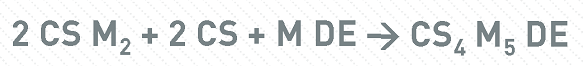 2 CS M₂ + 2 CS + M DE → CS₄ M₅ DE